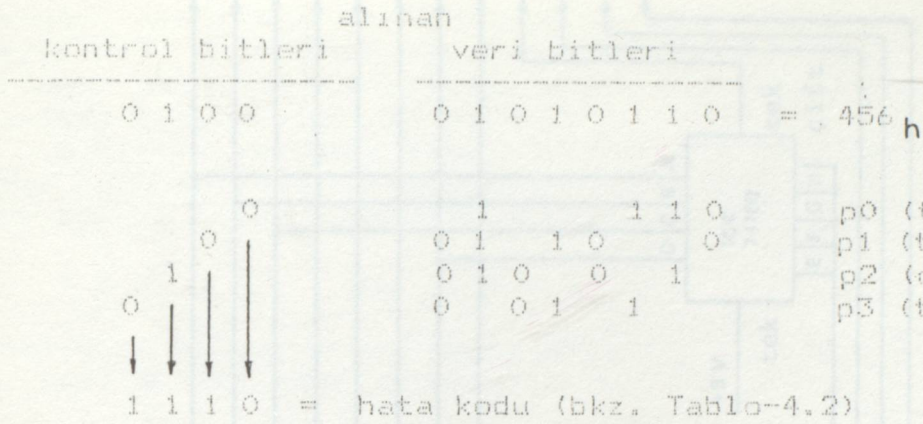 alınan
kontrol bitleri veri bitleri
0 1 0 0 0 1 0 1 0 1 1 0 = 456 h
0 1 1 1 0 p0 (t
0 0 1 1 0 0 p1 (t
1 0 1 0 0 1 p2 (
0 0 0 1 1 p3 (t
1 1 1 0 = hata kodu (bkz. Tablo-4.2)